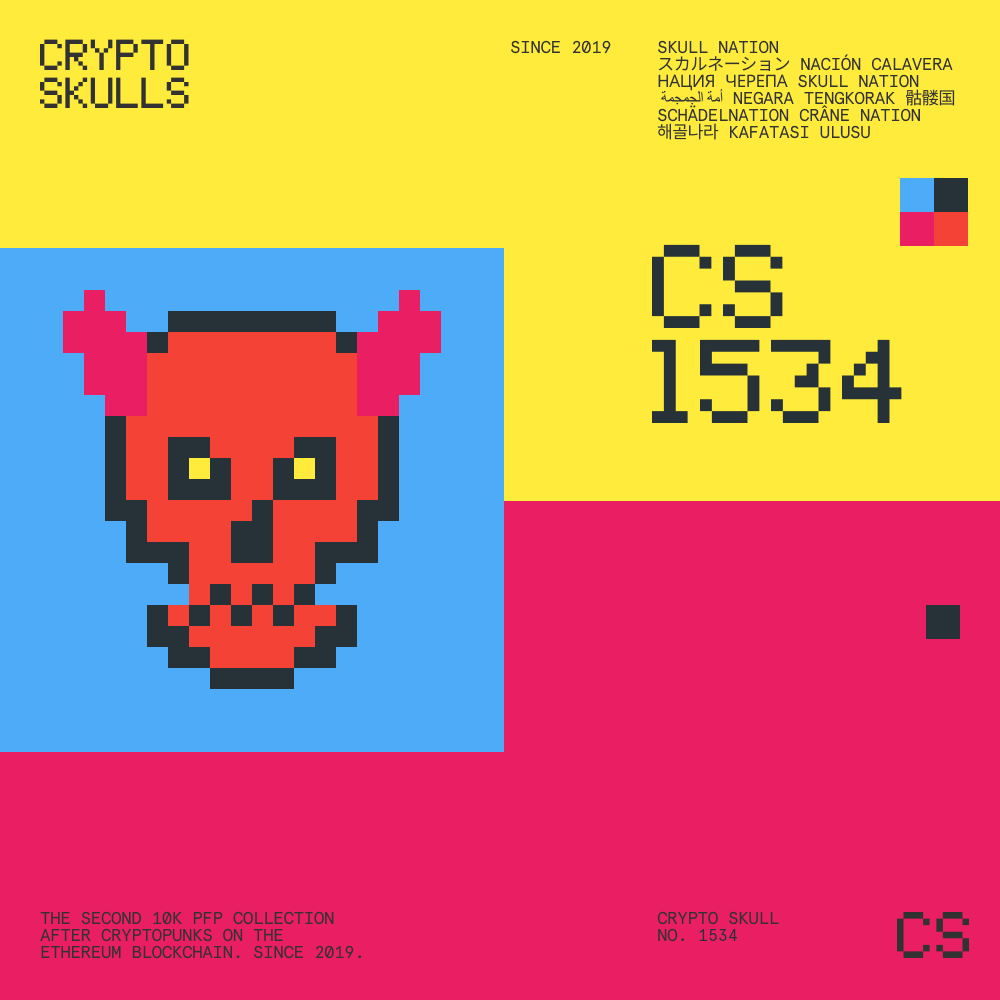 CRYPTO
SKULLS
SINCE 2019
SKULL NATION
スカルネーション NACIÓN CALAVERA
НАЦИЯ ЧЕРЕПА SKULL NATION
أمة الجمجمة NEGARA TENGKORAK 骷髅国
SCHÄDELNATION CRÂNE NATION
해골나라 KAFATASI ULUSU
CS
1534
THE SECOND 10K PFP COLLECTION
AFTER CRYPTOPUNKS ON THE
ETHEREUM BLOCKCHAIN. SINCE 2019.
CRYPTO SKULL
NO. 1534
CS